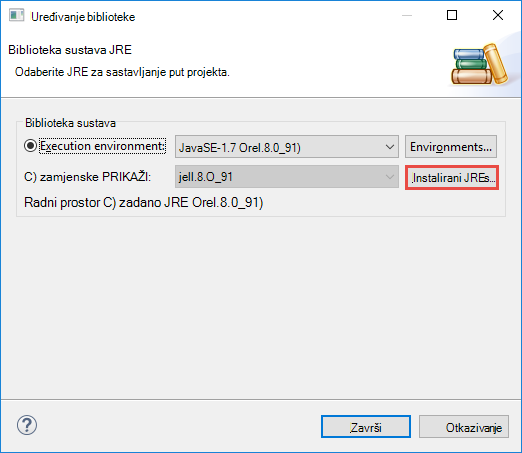 Uređivanje biblioteke
Biblioteka sustava JRE
Odaberite JRE za sastavljanje put projekta.
Biblioteka sustava
Execution environment:
JavaSE-1.7 Orel.8.0_91)
Environments...
C) zamjenske PRIKAŽI:
jell.8.O_91
Instalirani JREs...
Radni prostor C) zadano JRE Orel.8.0_91)
?
Završi
Otkazivanje